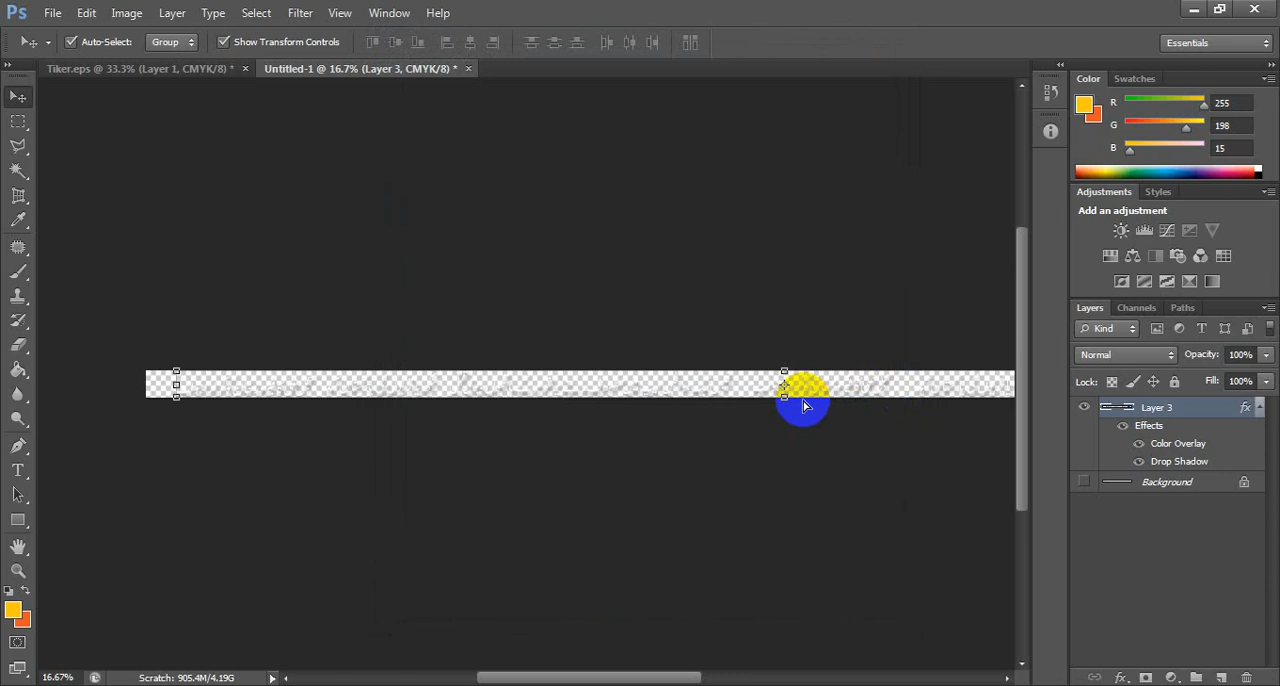 Ps File Edit Image Layer Type Select Filter View Window Help
Auto-Select: Group Show Transform Controls Essentials
Tiker.eps @ 33.3% (Layer 1, CMYK/8) * × Untitled-1 @ 16.7% (Layer 3, CMYK/8) * ×
Color Swatches
R 255
G 198
B 15
Adjustments Styles
Add an adjustment
Layers Channels Paths
Kind
Normal Opacity: 100%
Lock: Fill: 100%
Layer 3 fx
Effects
Color Overlay
Drop Shadow
Background
16.67% Scratch: 905.4M/4.19G